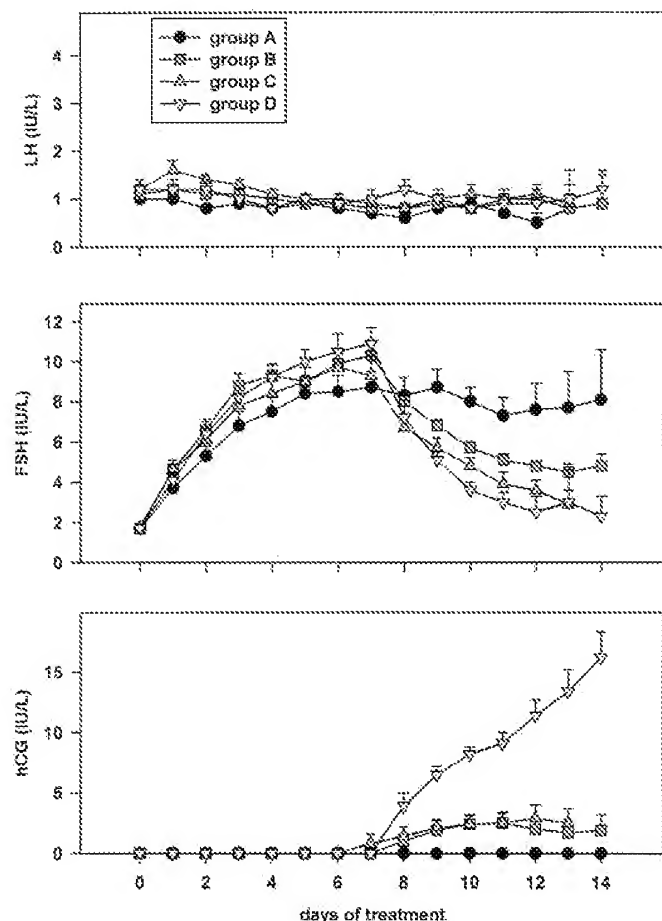 4
3
2
1
0
LH (IU/L)
group A
group B
group C
group D
12
10
8
6
4
2
0
FSH (IU/L)
15
10
5
0
hCG (IU/L)
0 2 4 6 8 10 12 14
days of treatment